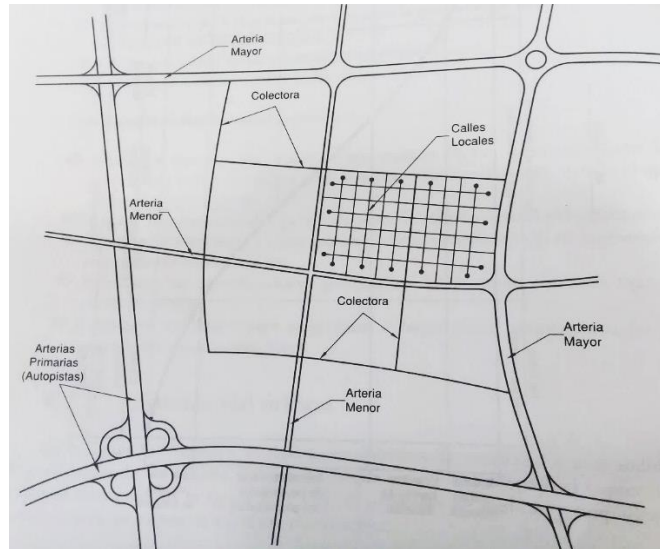 Arteria
Mayor
Colectora
Calles
Locales
Arteria
Menor
Colectora
Arteria
Mayor
Arterias
Primarias
(Autopistas)
Arteria
Menor